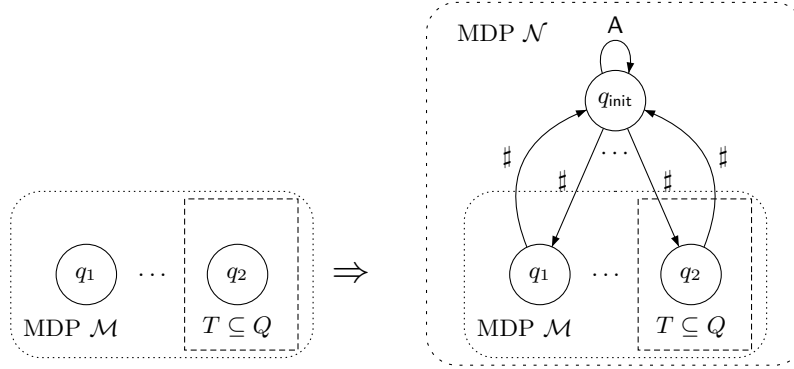 MDP 𝒩
A
q_init
⋯
♯ ♯ ♯ ♯
q₁ ⋯ q₂ ⇒ q₁ ⋯ q₂
MDP ℳ T ⊆ Q MDP ℳ T ⊆ Q